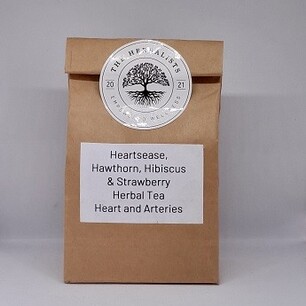 THE HERBALISTS
20 21
Heartsease,
Hawthorn, Hibiscus
& Strawberry
Herbal Tea
Heart and Arteries